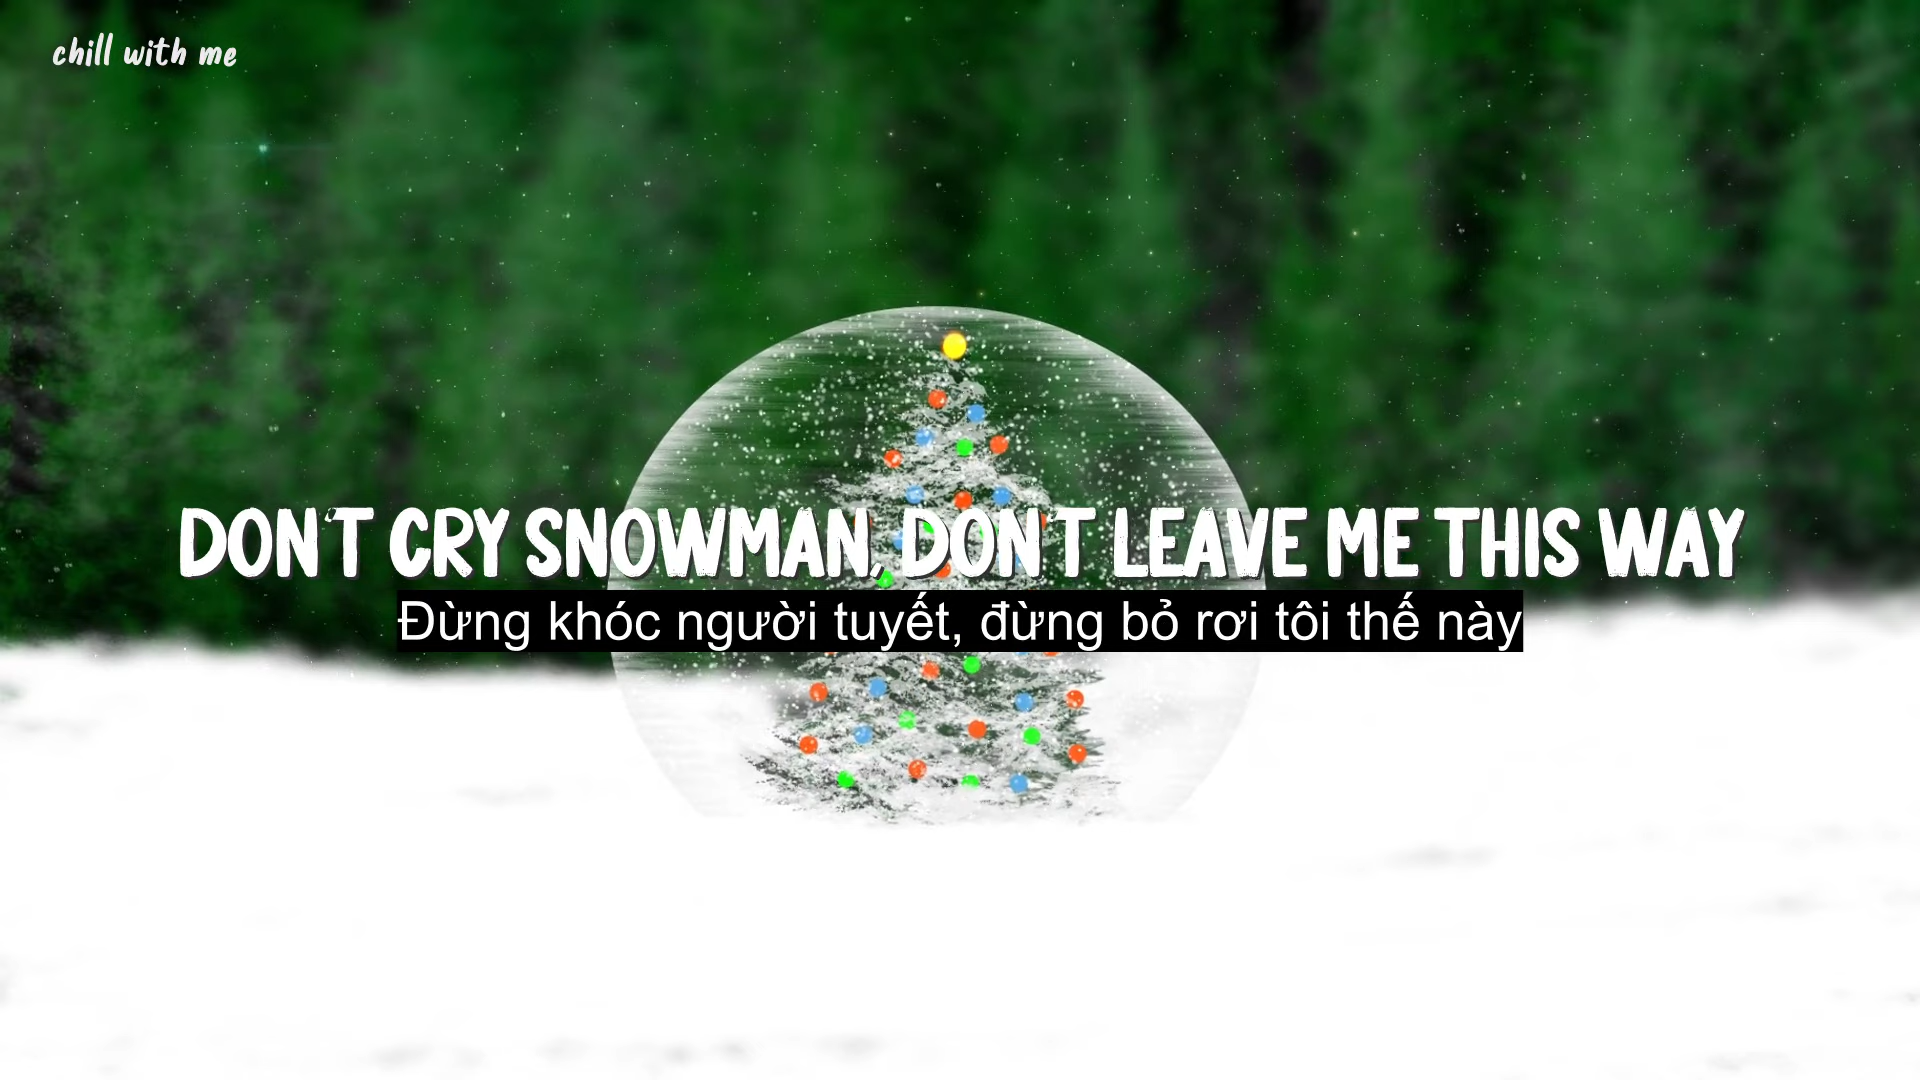 chill with me
DON'T CRY SNOWMAN, DON'T LEAVE ME THIS WAY
Đừng khóc người tuyết, đừng bỏ rơi tôi thế này